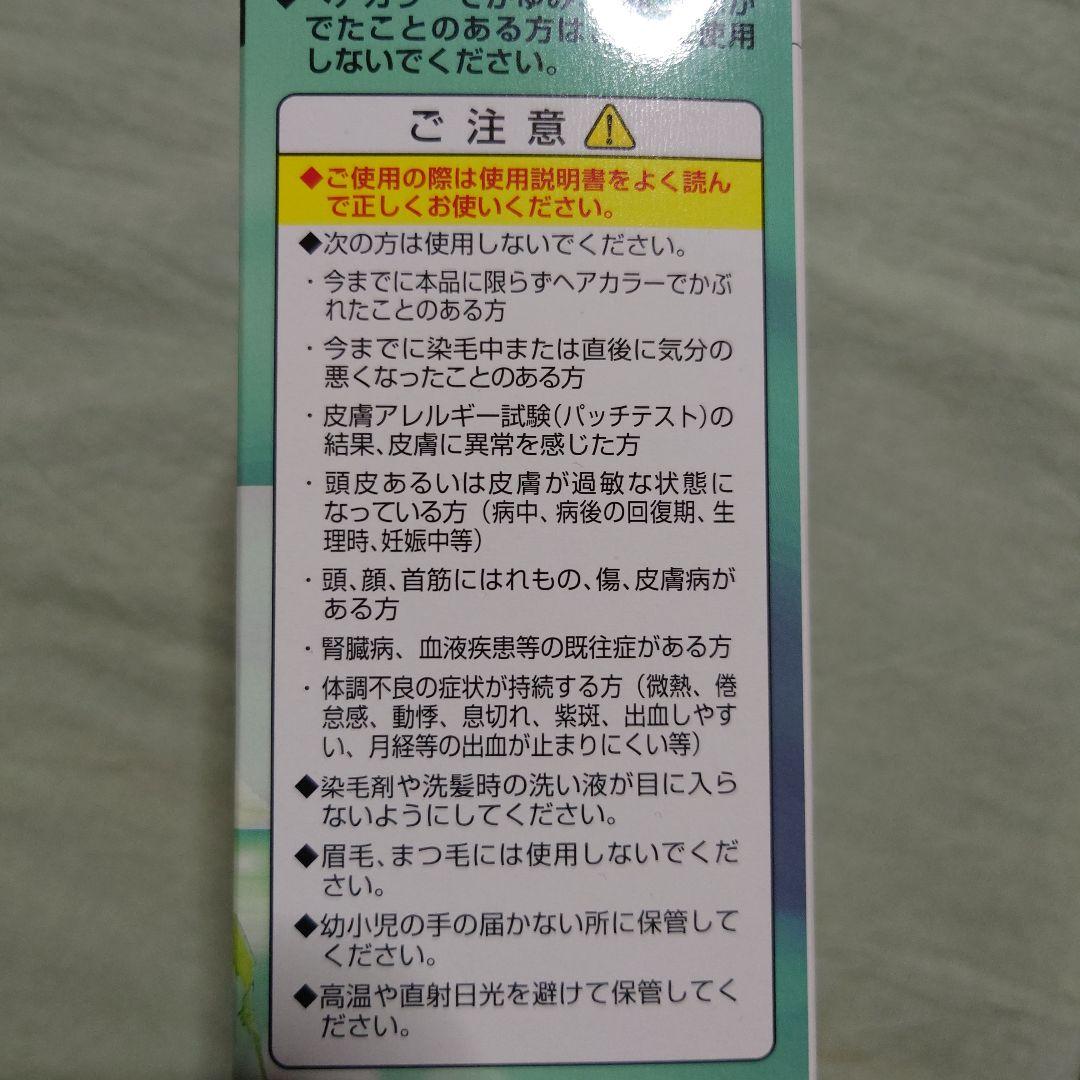 でたことのある方は 使用
しないでください。
ご注意
◆ご使用の際は使用説明書をよく読ん
で正しくお使いください。
◆次の方は使用しないでください。
・今までに本品に限らずヘアカラーでかぶ
れたことのある方
・今までに染毛中または直後に気分の
悪くなったことのある方
・皮膚アレルギー試験(パッチテスト)の
結果、皮膚に異常を感じた方
・頭皮あるいは皮膚が過敏な状態に
なっている方（病中、病後の回復期、生
理時、妊娠中等）
・頭、顔、首筋にはれもの、傷、皮膚病が
ある方
・腎臓病、血液疾患等の既往症がある方
・体調不良の症状が持続する方（微熱、倦
怠感、動悸、息切れ、紫斑、出血しやす
い、月経等の出血が止まりにくい等）
◆染毛剤や洗髪時の洗い液が目に入ら
ないようにしてください。
◆眉毛、まつ毛には使用しないでくだ
さい。
◆幼小児の手の届かない所に保管して
ください。
◆高温や直射日光を避けて保管してく
ださい。